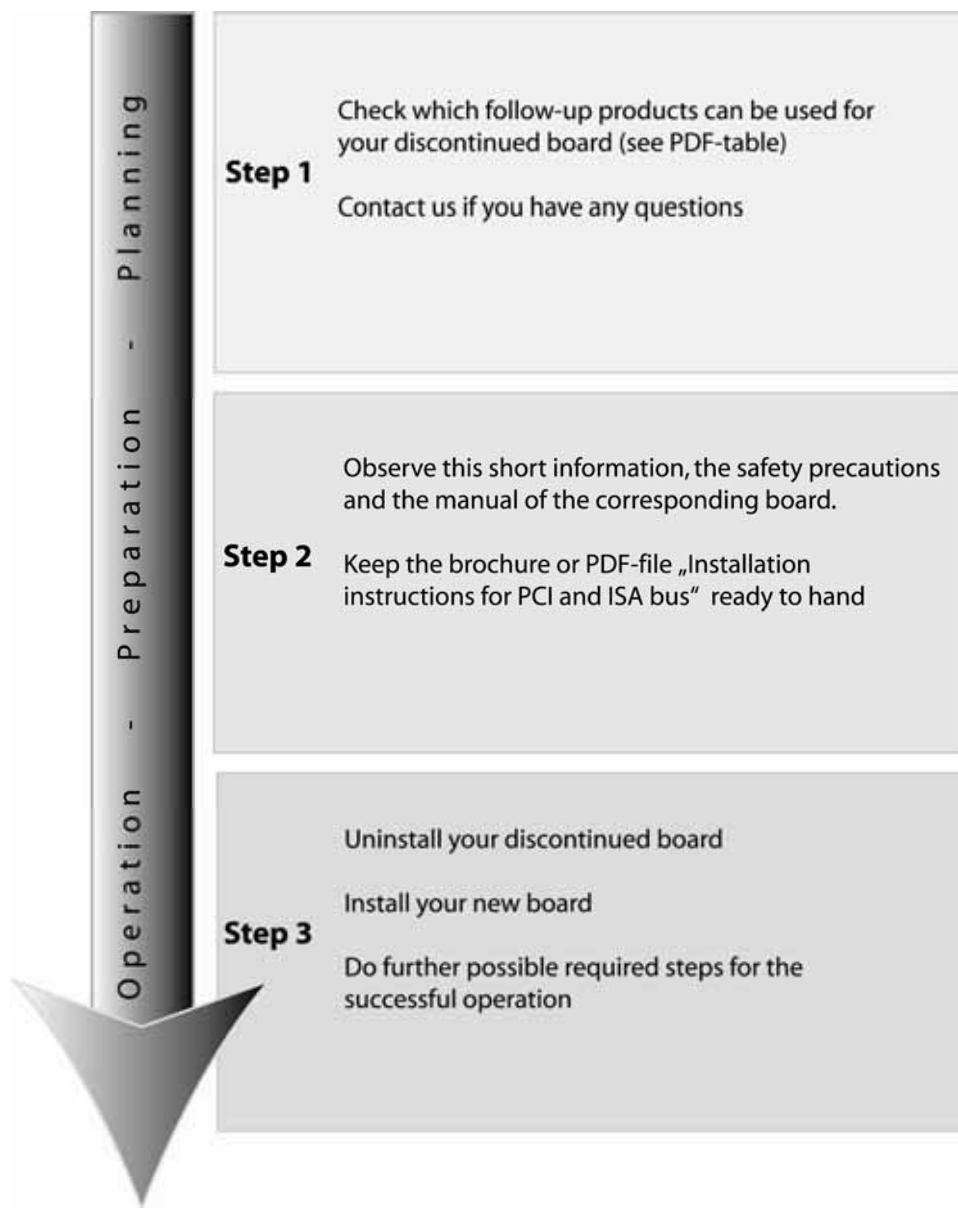 Operation - Preparation - Planning
Step 1
Check which follow-up products can be used for
your discontinued board (see PDF-table)
Contact us if you have any questions
Step 2
Observe this short information, the safety precautions
and the manual of the corresponding board.
Keep the brochure or PDF-file „Installation
instructions for PCI and ISA bus“ ready to hand
Step 3
Uninstall your discontinued board
Install your new board
Do further possible required steps for the
successful operation